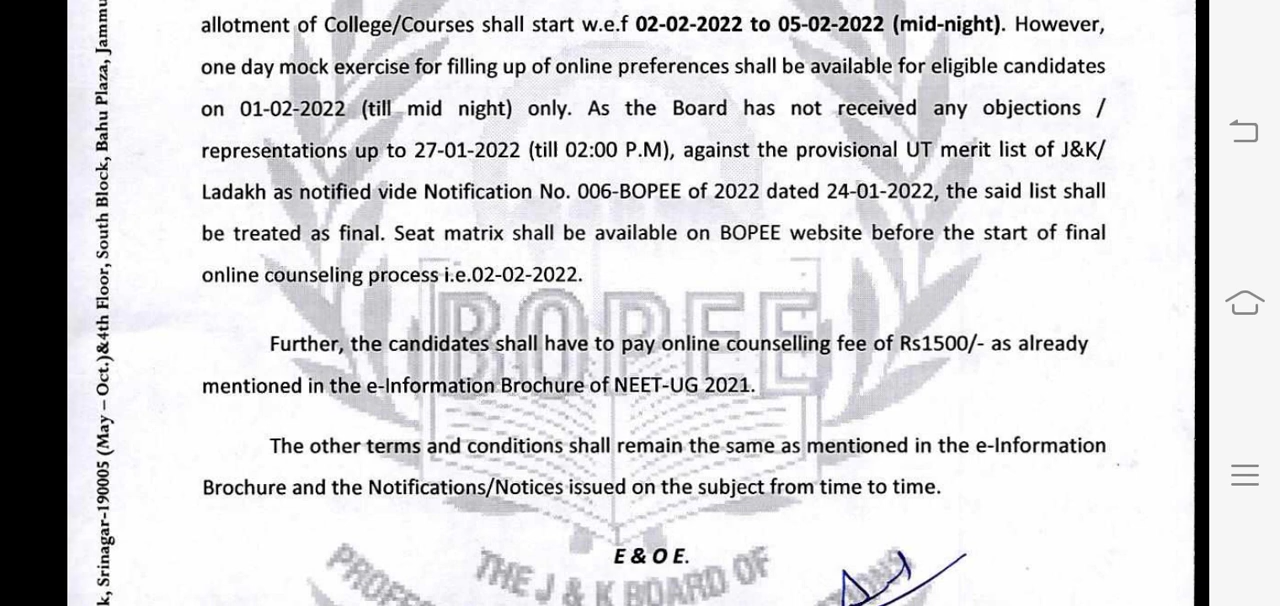 allotment of College/Courses shall start w.e.f 02-02-2022 to 05-02-2022 (mid-night). However,
one day mock exercise for filling up of online preferences shall be available for eligible candidates
on 01-02-2022 (till mid night) only. As the Board has not received any objections /
representations up to 27-01-2022 (till 02:00 P.M), against the provisional UT merit list of J&K/
Ladakh as notified vide Notification No. 006-BOPEE of 2022 dated 24-01-2022, the said list shall
be treated as final. Seat matrix shall be available on BOPEE website before the start of final
online counseling process i.e.02-02-2022.
BOPEE
Further, the candidates shall have to pay online counselling fee of Rs1500/- as already
mentioned in the e-Information Brochure of NEET-UG 2021.
The other terms and conditions shall remain the same as mentioned in the e-Information
Brochure and the Notifications/Notices issued on the subject from time to time.
E & O E.
THE J & K BOARD OF
k, Srinagar-190005 (May – Oct.)&4th Floor, South Block, Bahu Plaza, Jammu